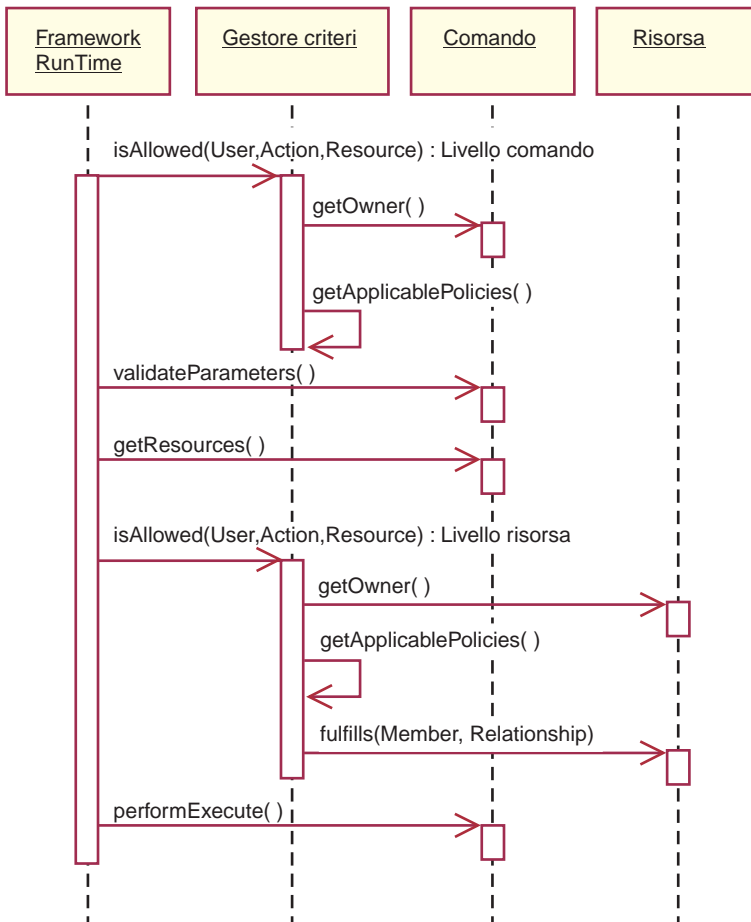 Framework
RunTime
Gestore criteri
Comando
Risorsa
isAllowed(User,Action,Resource) : Livello comando
getOwner( )
getApplicablePolicies( )
validateParameters( )
getResources( )
isAllowed(User,Action,Resource) : Livello risorsa
getOwner( )
getApplicablePolicies( )
fulfills(Member, Relationship)
performExecute( )